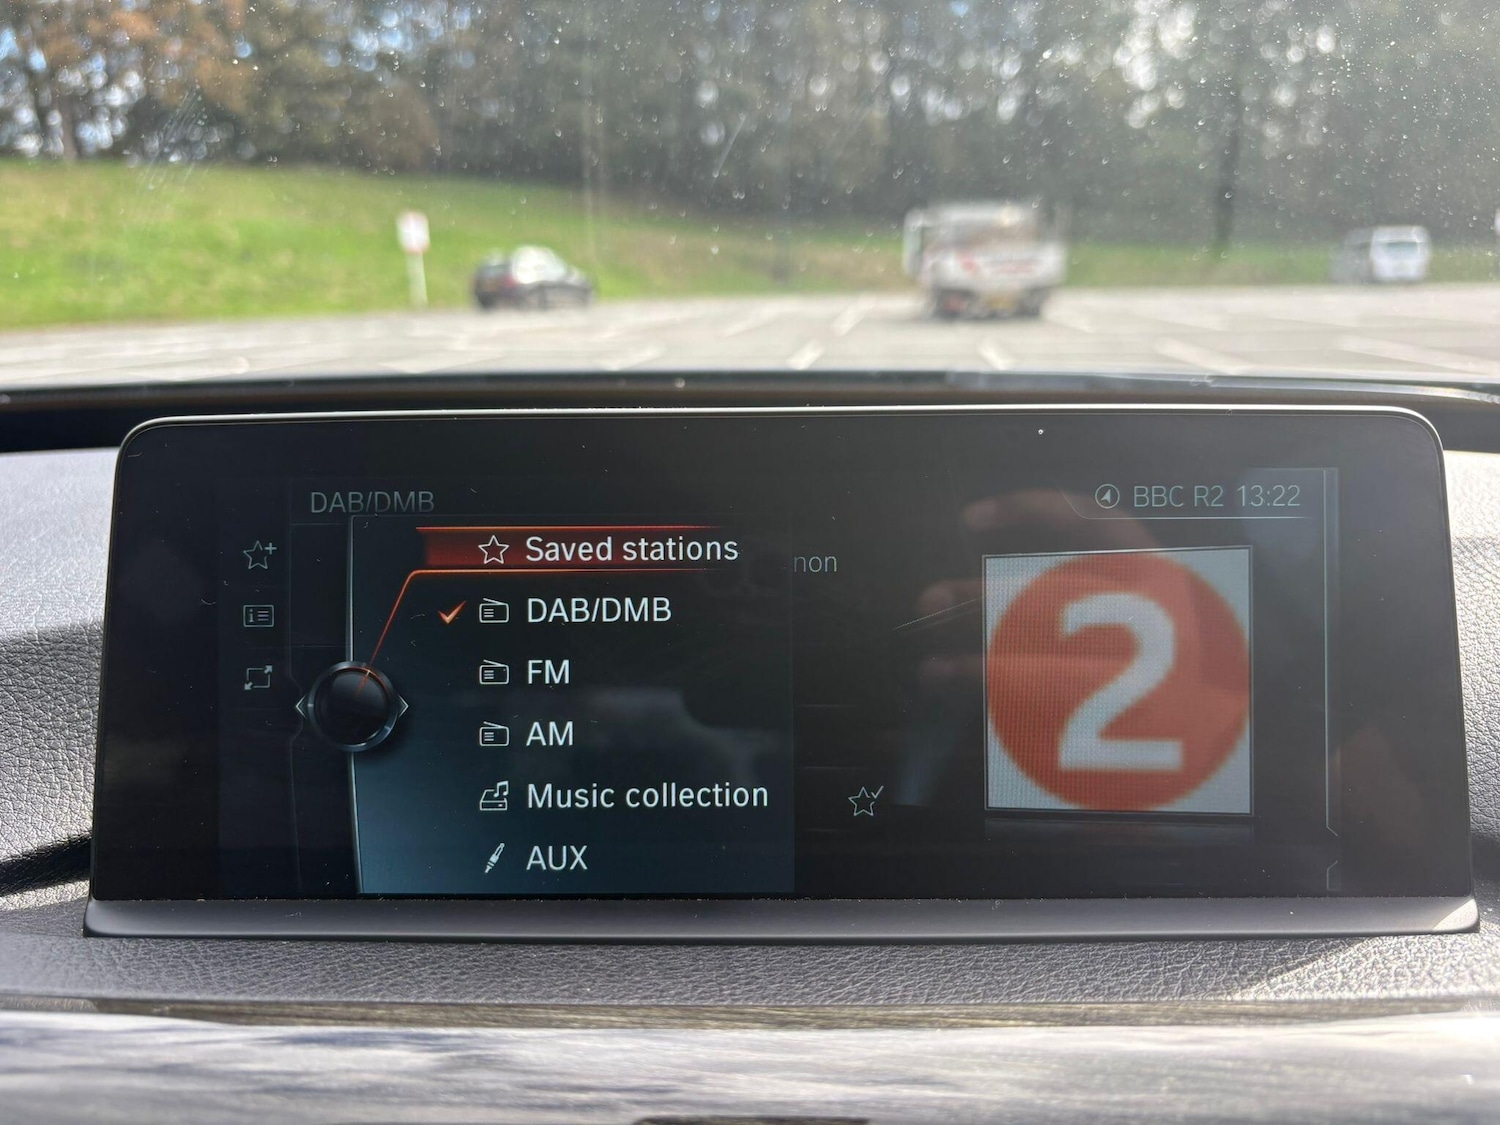 DAB/DMB
BBC R2 13:22
Saved stations
non
DAB/DMB
FM
AM
Music collection
AUX
2